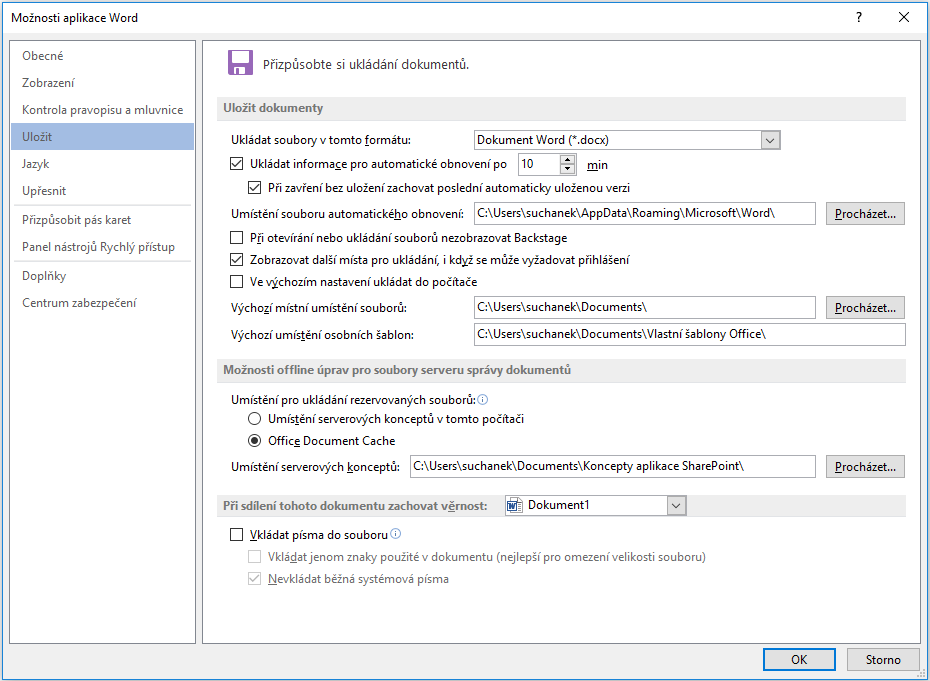 Možnosti aplikace Word
?
Obecné
Zobrazení
Kontrola pravopisu a mluvnice
Uložit
Jazyk
Upřesnit
Přizpůsobit pás karet
Panel nástrojů Rychlý přístup
Doplňky
Centrum zabezpečení
Přizpůsobte si ukládání dokumentů.
Uložit dokumenty
Ukládat soubory v tomto formátu: Dokument Word (*.docx)
Ukládat informace pro automatické obnovení po 10 min
Při zavření bez uložení zachovat poslední automaticky uloženou verzi
Umístění souboru automatického obnovení: C:\Users\suchanek\AppData\Roaming\Microsoft\Word\ Procházet...
Při otevírání nebo ukládání souborů nezobrazovat Backstage
Zobrazovat další místa pro ukládání, i když se může vyžadovat přihlášení
Ve výchozím nastavení ukládat do počítače
Výchozí místní umístění souborů: C:\Users\suchanek\Documents\ Procházet...
Výchozí umístění osobních šablon: C:\Users\suchanek\Documents\Vlastní šablony Office\
Možnosti offline úprav pro soubory serveru správy dokumentů
Umístění pro ukládání rezervovaných souborů:
Umístění serverových konceptů v tomto počítači
Office Document Cache
Umístění serverových konceptů: C:\Users\suchanek\Documents\Koncepty aplikace SharePoint\ Procházet...
Při sdílení tohoto dokumentu zachovat věrnost: Dokument1
Vkládat písma do souboru
Vkládat jenom znaky použité v dokumentu (nejlepší pro omezení velikosti souboru)
Nevkládat běžná systémová písma
OK Storno